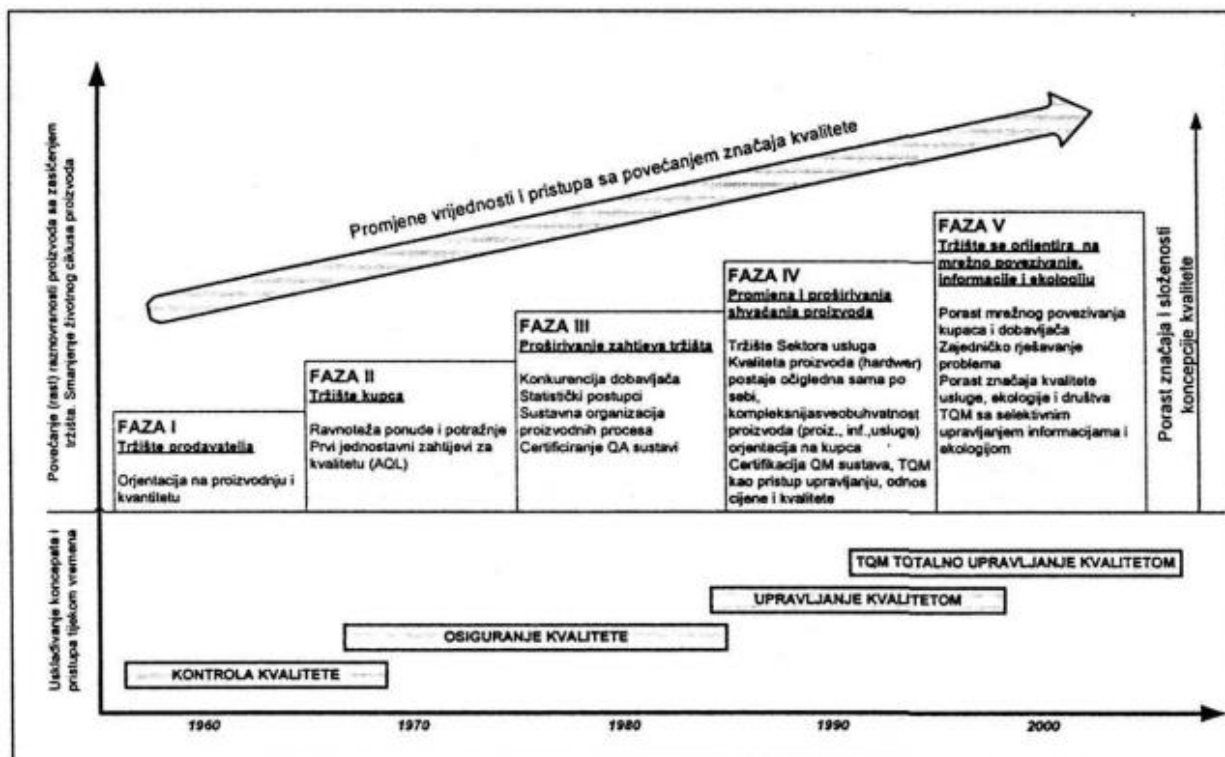 Povećanje (rast) raznovrsnosti proizvoda sa zasićenjem
tržišta. Smanjenje životnog ciklusa proizvoda
Promjene vrijednosti i pristupa sa povećanjem značaja kvalitete
FAZA I
Tržište prodavatelja
Orjentacija na proizvodnju i
kvantitetu
FAZA II
Tržište kupca
Ravnoteža ponude i potražnje
Prvi jednostavni zahtijevi za
kvalitetu (AQL)
FAZA III
Proširivanje zahtjeva tržišta
Konkurencija dobavljača
Statistički postupci
Sustavna organizacija
proizvodnih procesa
Certificiranje QA sustavi
FAZA IV
Promjena i proširivanja
shvaćanja proizvoda
Tržište Sektora usluga
Kvaliteta proizvoda (hardwer)
postaje očigledna sama po
sebi,
kompleksnijasveobuhvatnost
proizvoda (proiz., inf.,usluge)
orjentacija na kupca
Certifikacija QM sustava, TQM
kao pristup upravljanju, odnos
cijene i kvalitete
FAZA V
Tržište se orijentira na
mrežno povezivanje,
informacije i ekologiju
Porast mrežnog povezivanja
kupaca i dobavljača
Zajedničko rješavanje
problema
Porast značaja kvalitete
usluge, ekologije i društva
TQM sa selektivnim
upravljanjem informacijama i
ekologijom
Porast značaja i složenosti
koncepcije kvalitete
Usklađivanje koncepata i
pristupa tijekom vremena
TQM TOTALNO UPRAVLJANJE KVALITETOM
UPRAVLJANJE KVALITETOM
OSIGURANJE KVALITETE
KONTROLA KVALITETE
1960
1970
1980
1990
2000